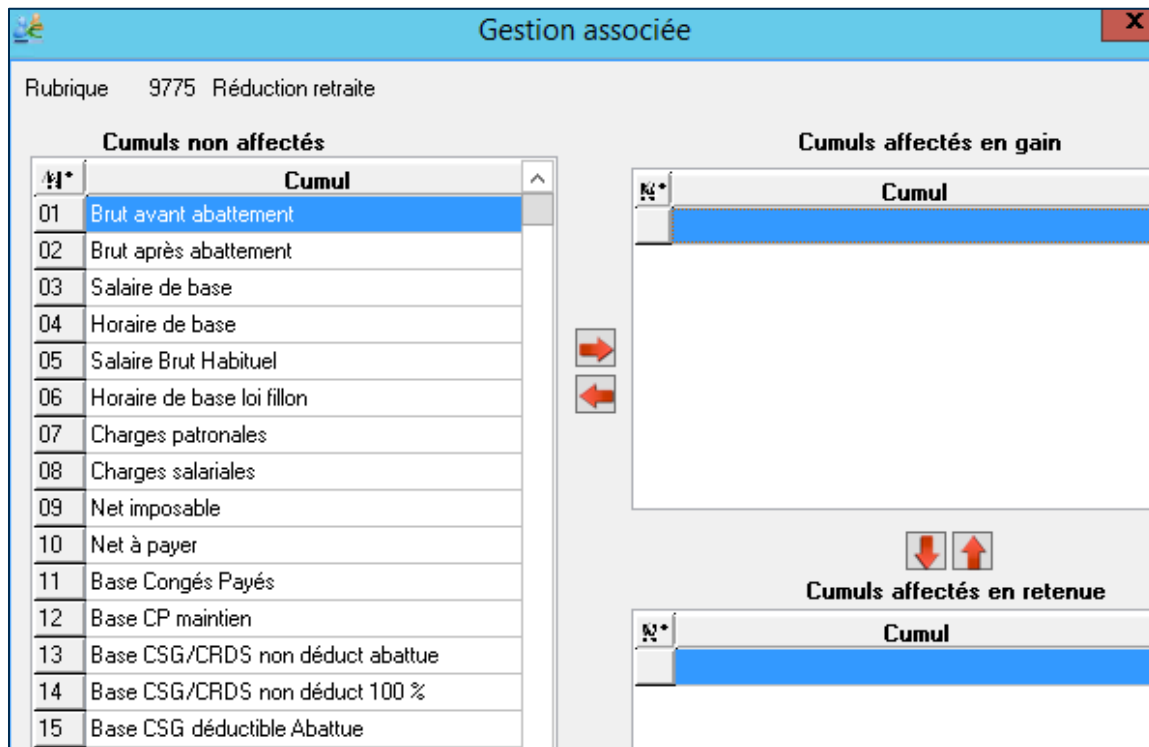 Gestion associée
X
Rubrique 9775 Réduction retraite
Cumuls non affectés
N° Cumul
01 Brut avant abattement
02 Brut après abattement
03 Salaire de base
04 Horaire de base
05 Salaire Brut Habituel
06 Horaire de base loi fillon
07 Charges patronales
08 Charges salariales
09 Net imposable
10 Net à payer
11 Base Congés Payés
12 Base CP maintien
13 Base CSG/CRDS non déduct abattue
14 Base CSG/CRDS non déduct 100 %
15 Base CSG déductible Abattue
Cumuls affectés en gain
N° Cumul
Cumuls affectés en retenue
N° Cumul